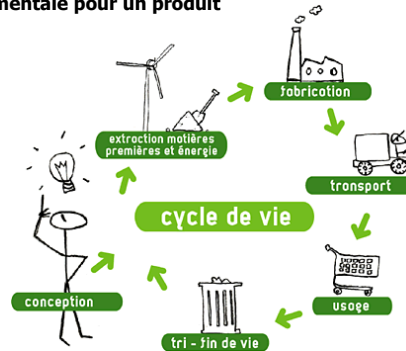 mentale pour un produit
fabrication
extraction matières
premières et énergie
transport
cycle de vie
conception
usage
tri - fin de vie